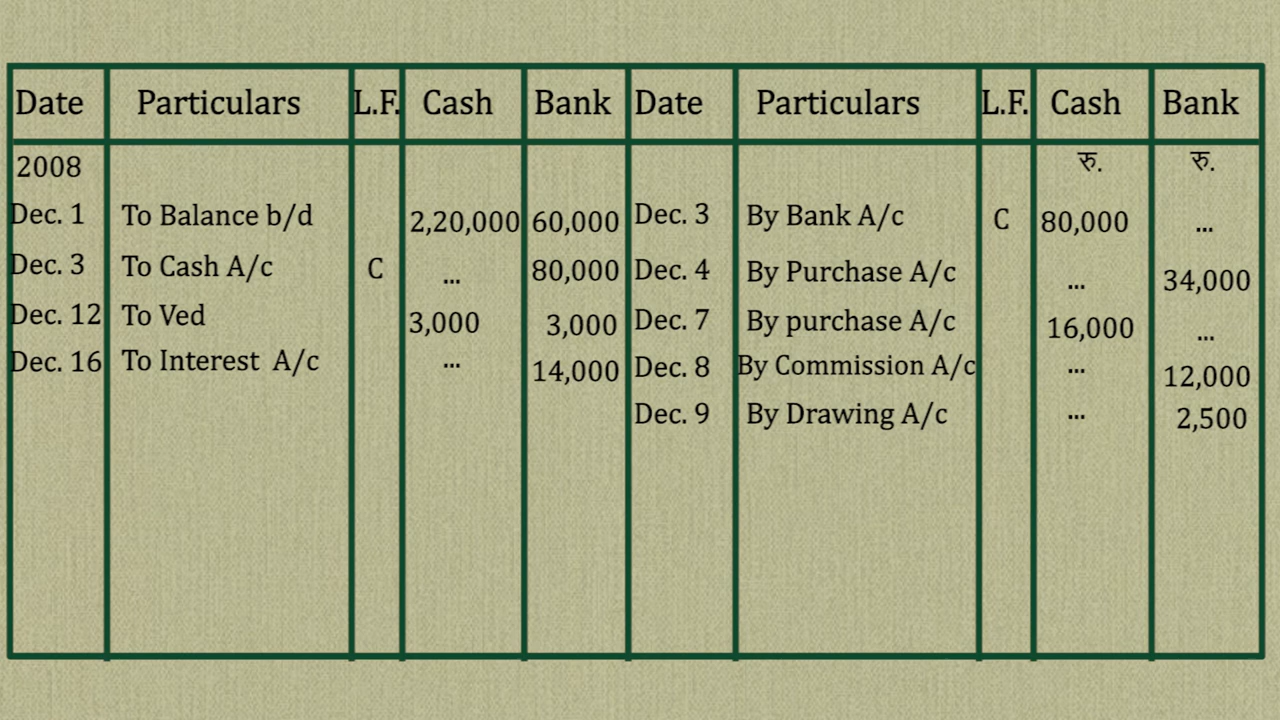 Date Particulars L.F. Cash Bank Date Particulars L.F. Cash Bank
2008 रु. रु.
Dec. 1 To Balance b/d 2,20,000 60,000 Dec. 3 By Bank A/c C 80,000 ...
Dec. 3 To Cash A/c C ... 80,000 Dec. 4 By Purchase A/c ... 34,000
Dec. 12 To Ved 3,000 3,000 Dec. 7 By purchase A/c 16,000 ...
Dec. 16 To Interest A/c ... 14,000 Dec. 8 By Commission A/c ... 12,000
Dec. 9 By Drawing A/c ... 2,500